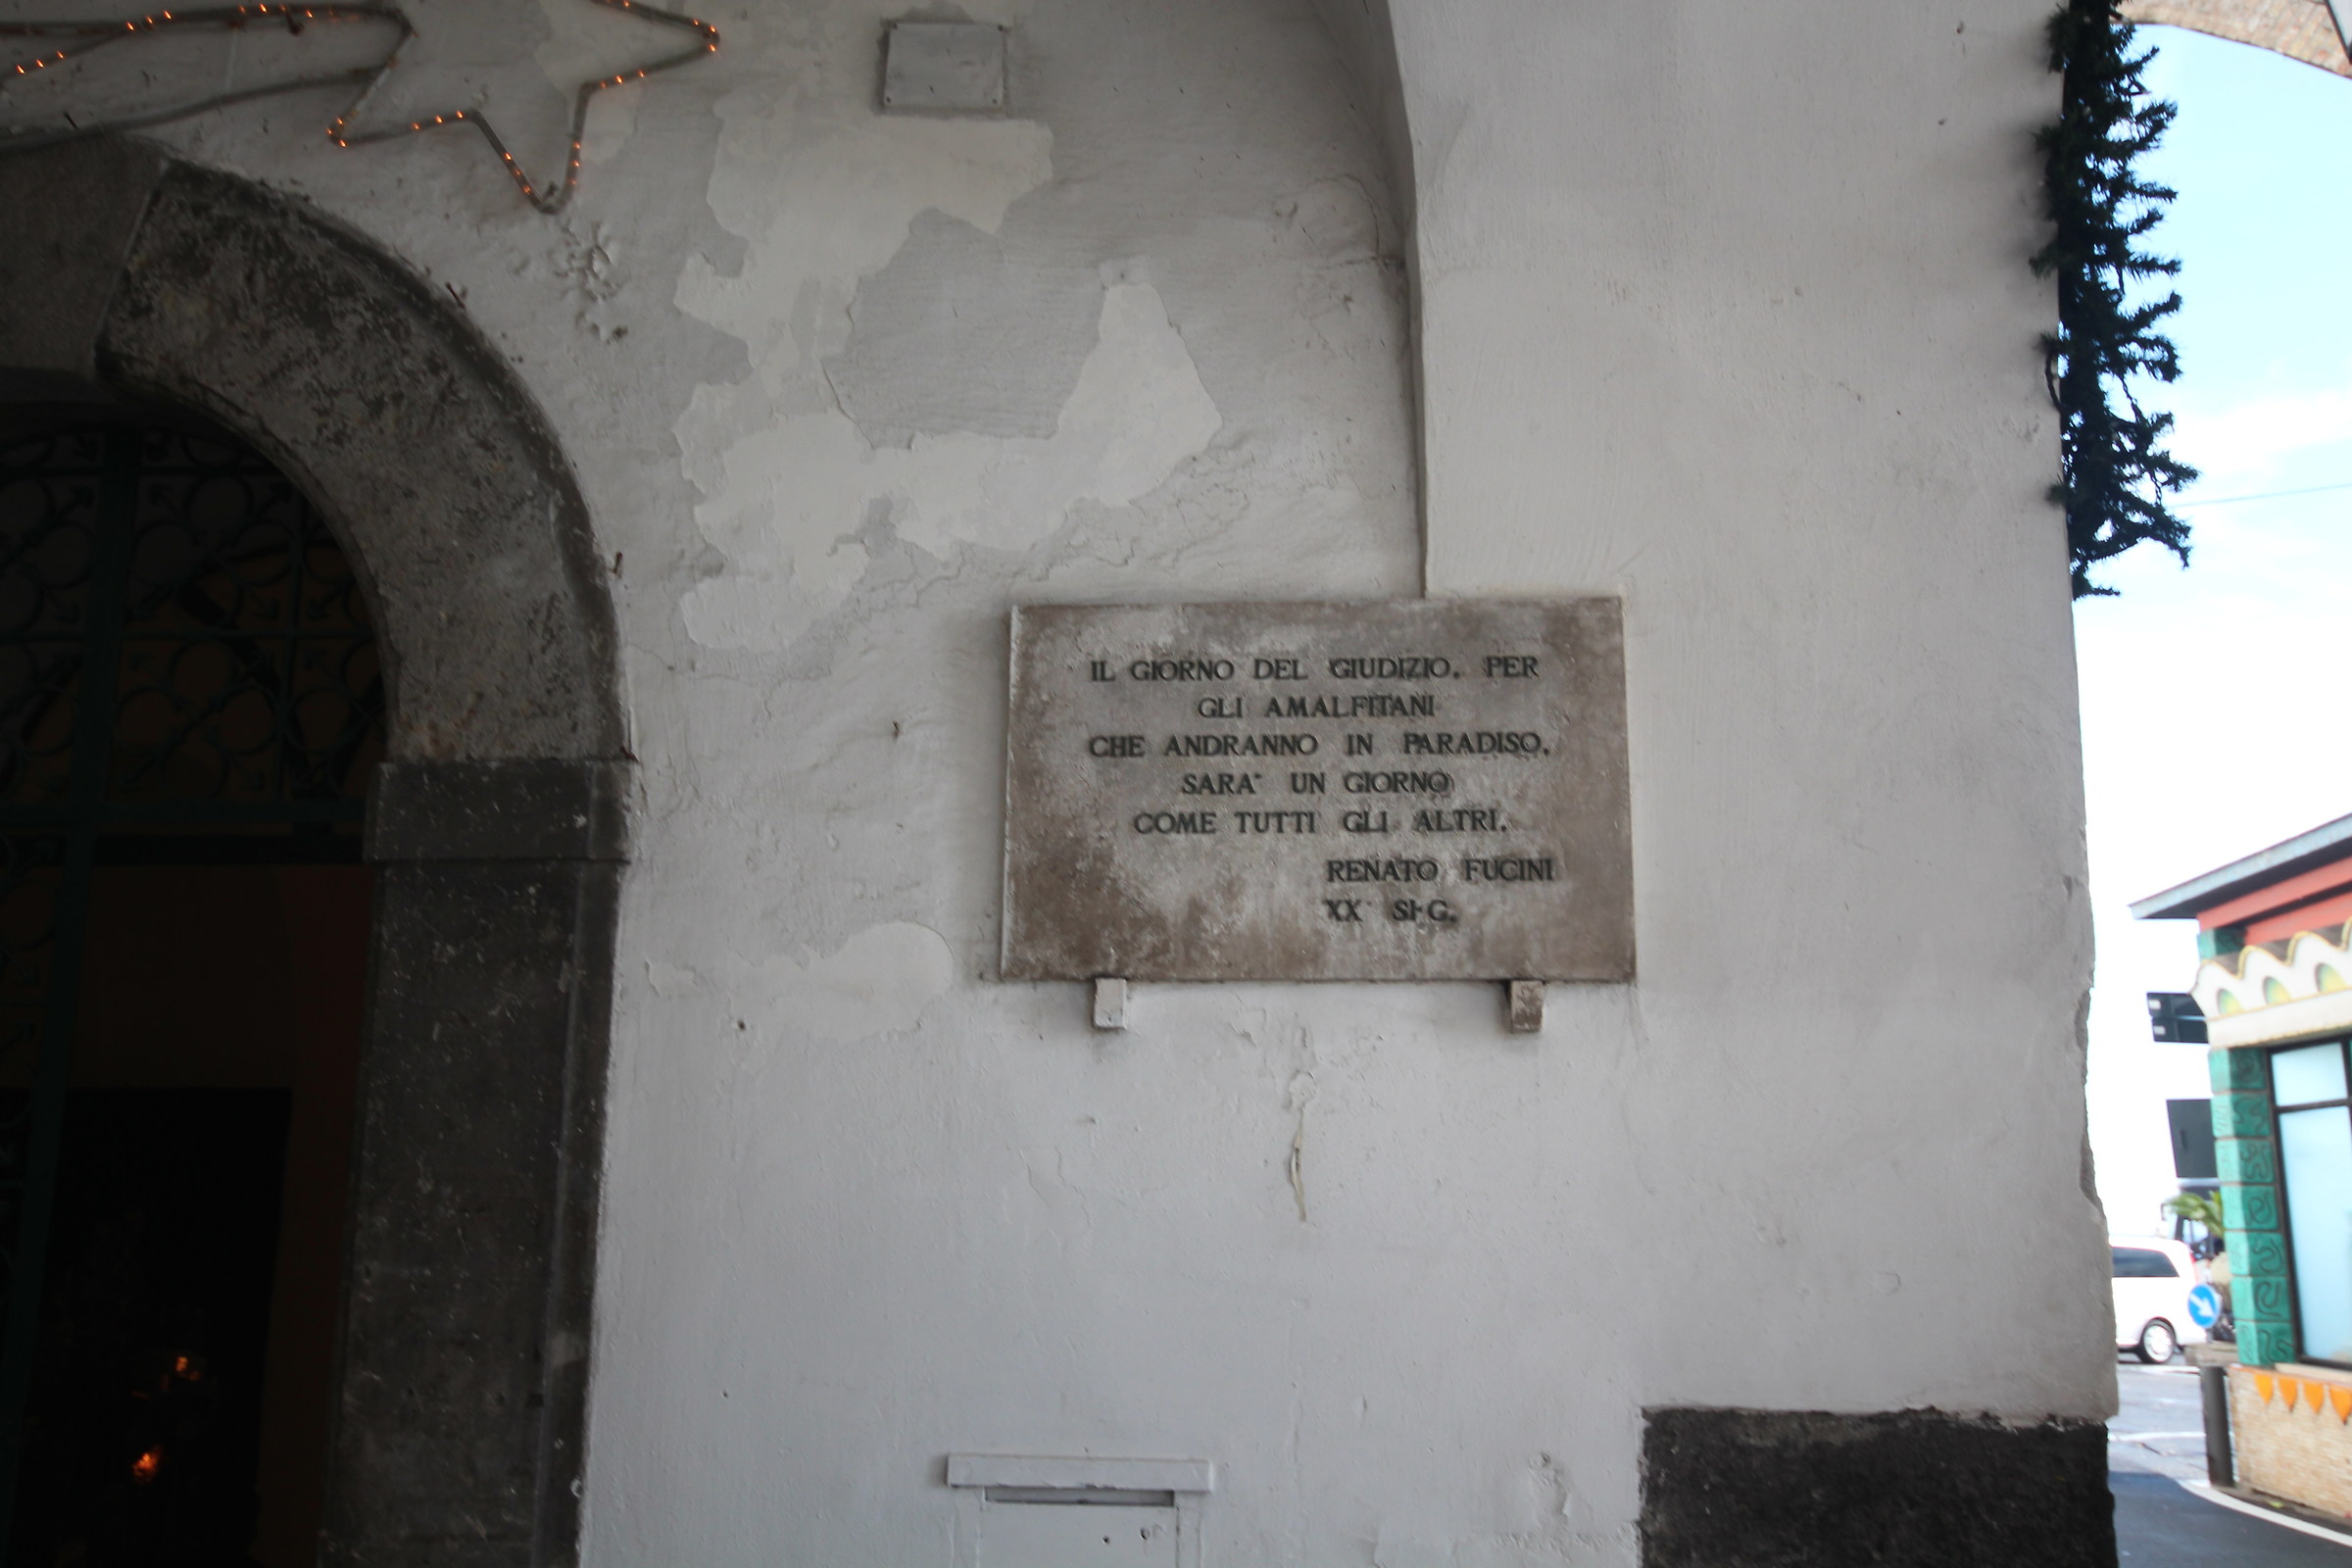 IL GIORNO DEL GIUDIZIO, PER
GLI AMALFITANI
CHE ANDRANNO IN PARADISO,
SARA' UN GIORNO
COME TUTTI GLI ALTRI.
RENATO FUCINI
XX SEG.